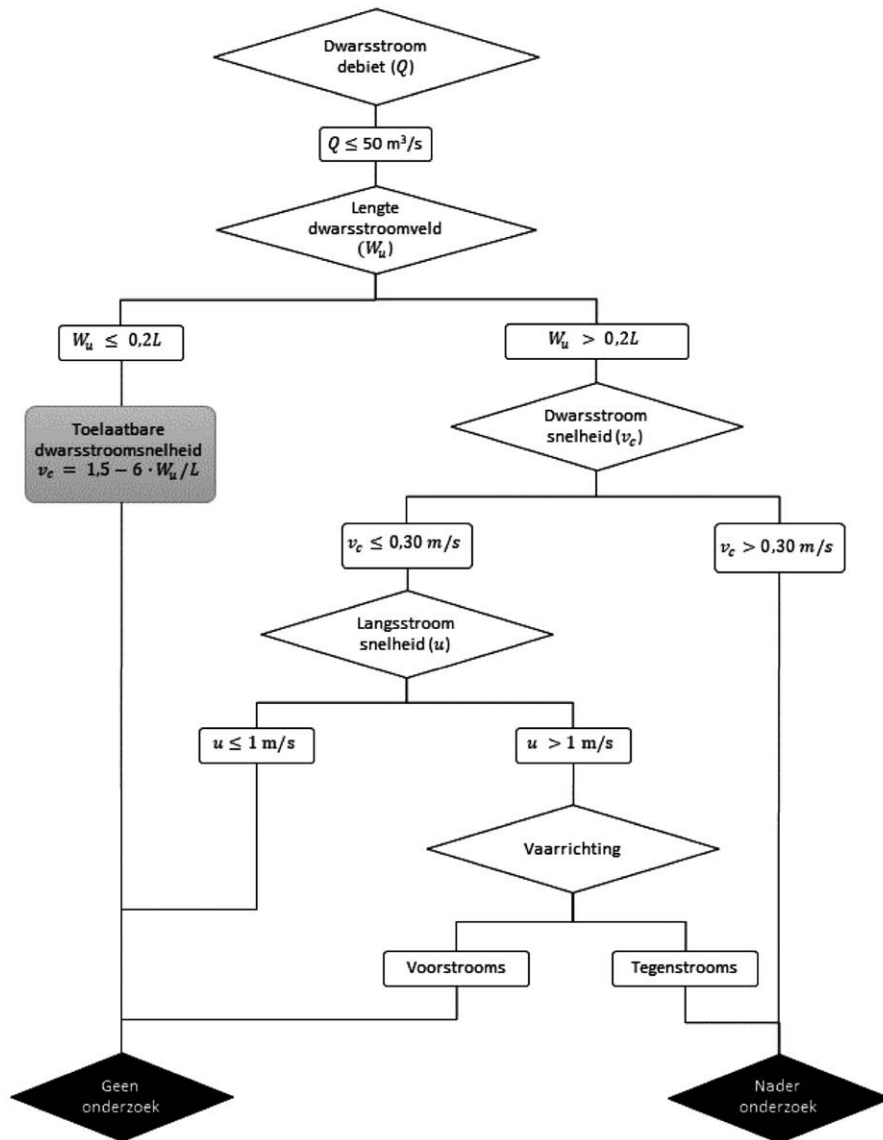 Dwarsstroom
debiet (Q)
Q ≤ 50 m³/s
Lengte
dwarsstroomveld
(W_u)
W_u ≤ 0,2L
W_u > 0,2L
Toelaatbare
dwarsstroomsnelheid
v_c = 1,5 − 6 · W_u/L
Dwarsstroom
snelheid (v_c)
v_c ≤ 0,30 m/s
v_c > 0,30 m/s
Langsstroom
snelheid (u)
u ≤ 1 m/s
u > 1 m/s
Vaarrichting
Voorstrooms
Tegenstrooms
Geen
onderzoek
Nader
onderzoek